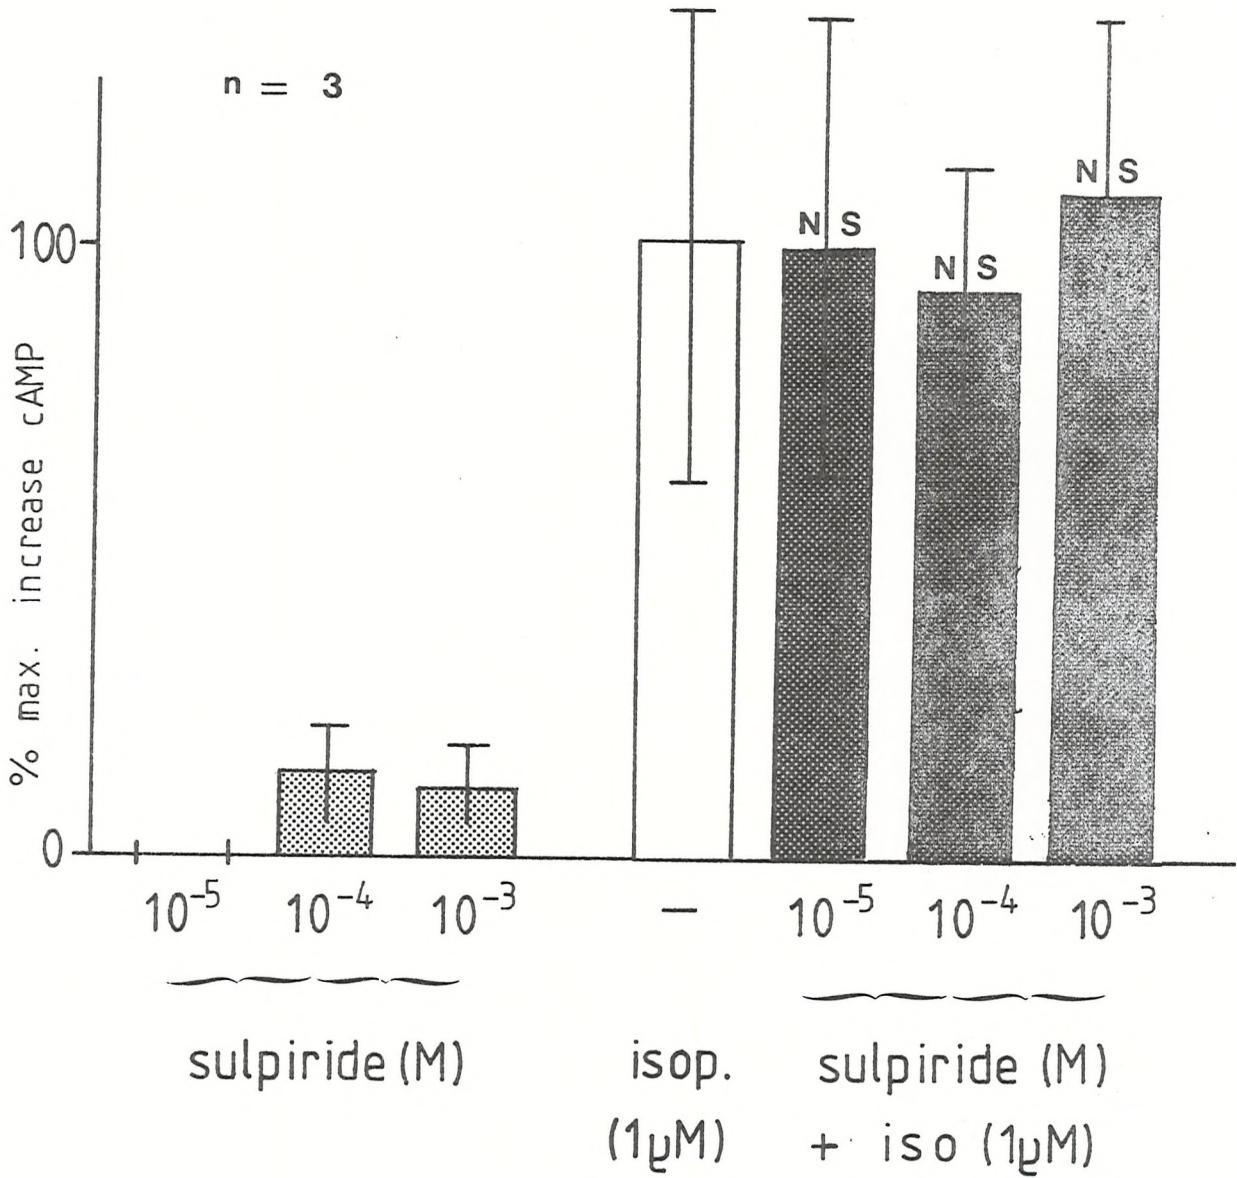 n = 3
N S
N S
N S
100
0
% max. increase cAMP
10⁻⁵ 10⁻⁴ 10⁻³ — 10⁻⁵ 10⁻⁴ 10⁻³
sulpiride (M) isop. sulpiride (M)
(1µM) + iso (1µM)